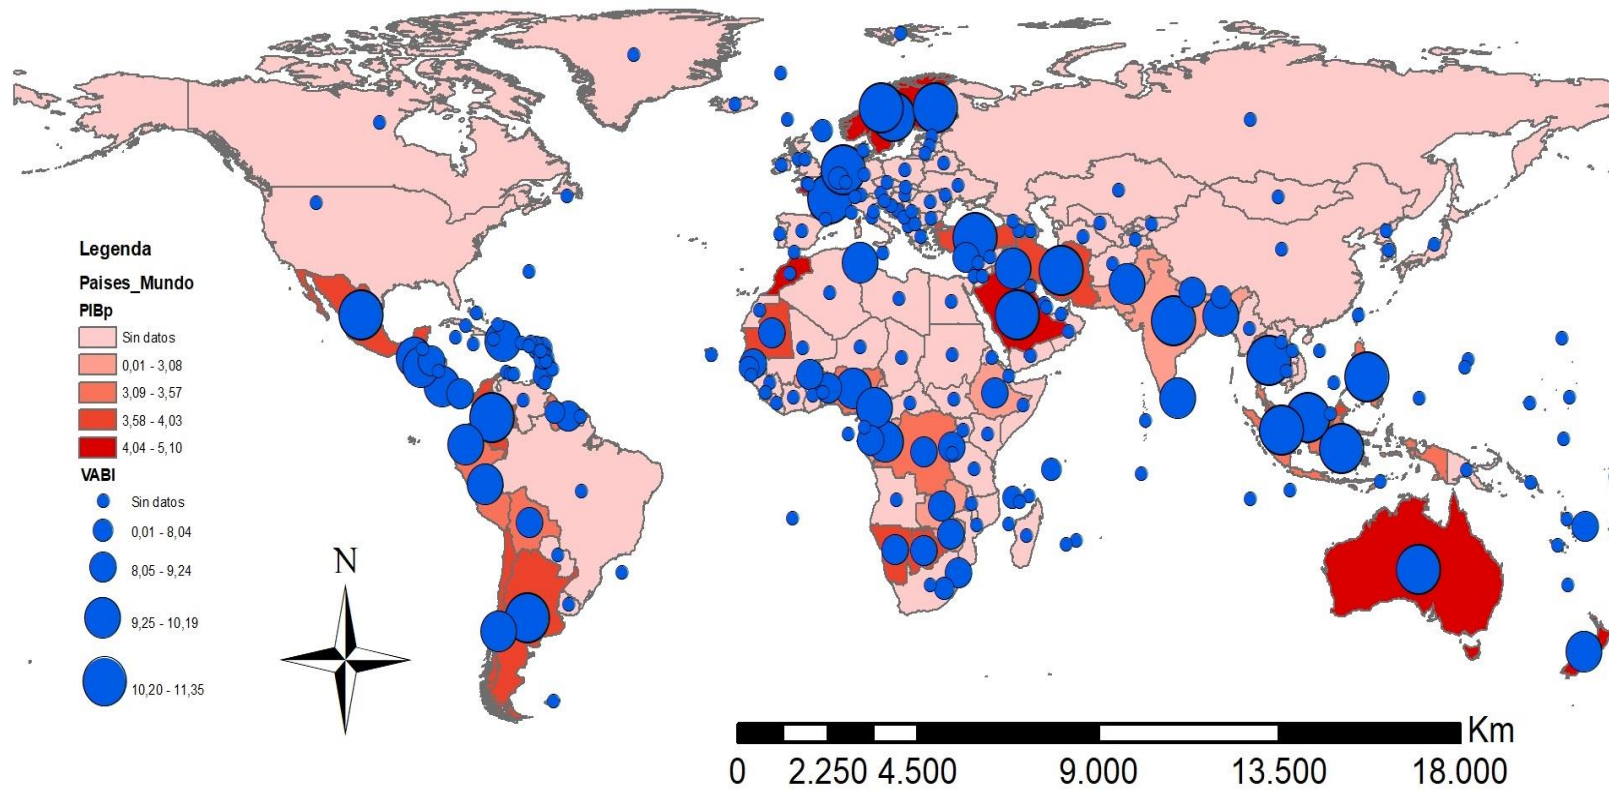 Legenda
Paises_Mundo
PIBp
Sin datos
0,01 - 3,08
3,09 - 3,57
3,58 - 4,03
4,04 - 5,10
VABI
Sin datos
0,01 - 8,04
8,05 - 9,24
9,25 - 10,19
10,20 - 11,35
N
Km
0 2.250 4.500 9.000 13.500 18.000